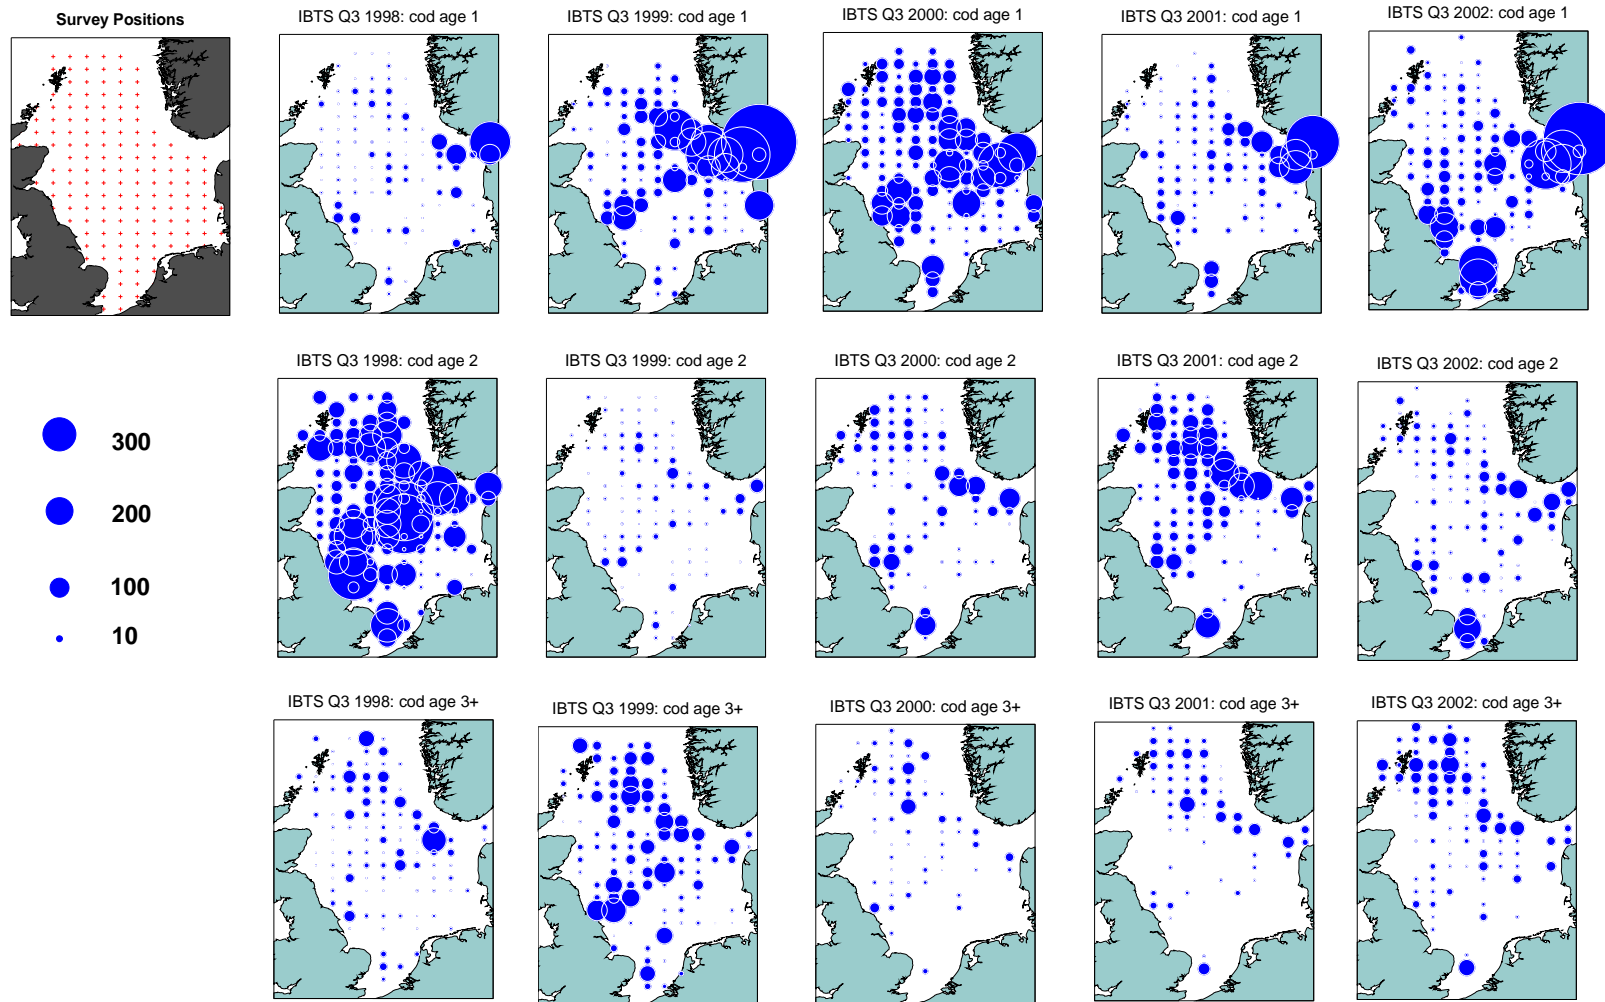 Survey Positions
IBTS Q3 1998: cod age 1
IBTS Q3 1999: cod age 1
IBTS Q3 2000: cod age 1
IBTS Q3 2001: cod age 1
IBTS Q3 2002: cod age 1
IBTS Q3 1998: cod age 2
IBTS Q3 1999: cod age 2
IBTS Q3 2000: cod age 2
IBTS Q3 2001: cod age 2
IBTS Q3 2002: cod age 2
300
200
100
10
IBTS Q3 1998: cod age 3+
IBTS Q3 1999: cod age 3+
IBTS Q3 2000: cod age 3+
IBTS Q3 2001: cod age 3+
IBTS Q3 2002: cod age 3+